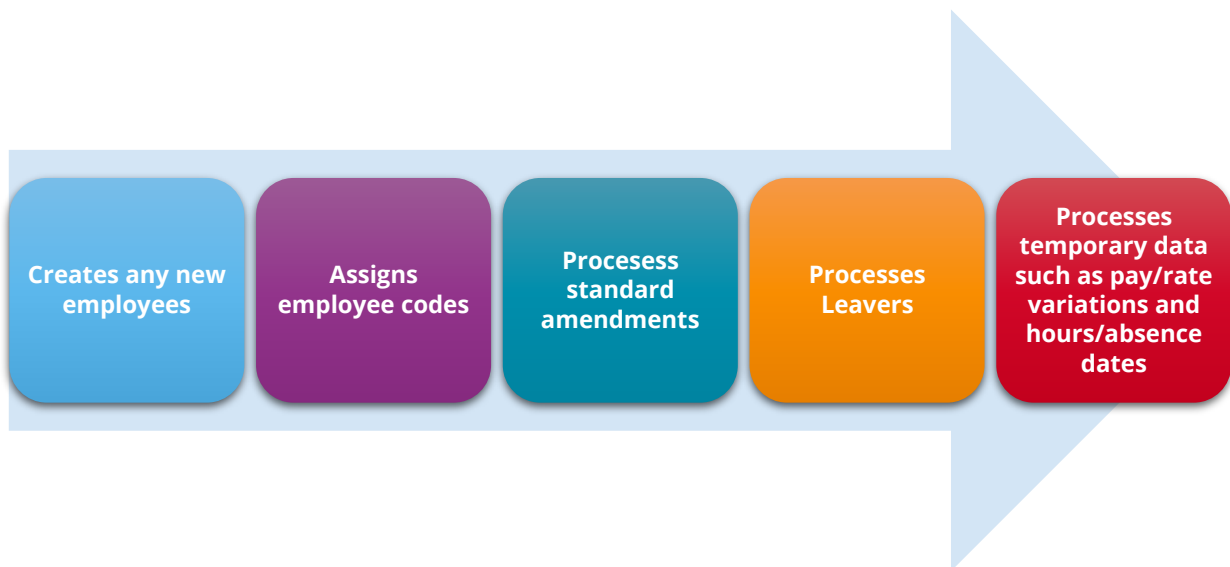 Creates any new
employees
Assigns
employee codes
Procesess
standard
amendments
Processes
Leavers
Processes
temporary data
such as pay/rate
variations and
hours/absence
dates